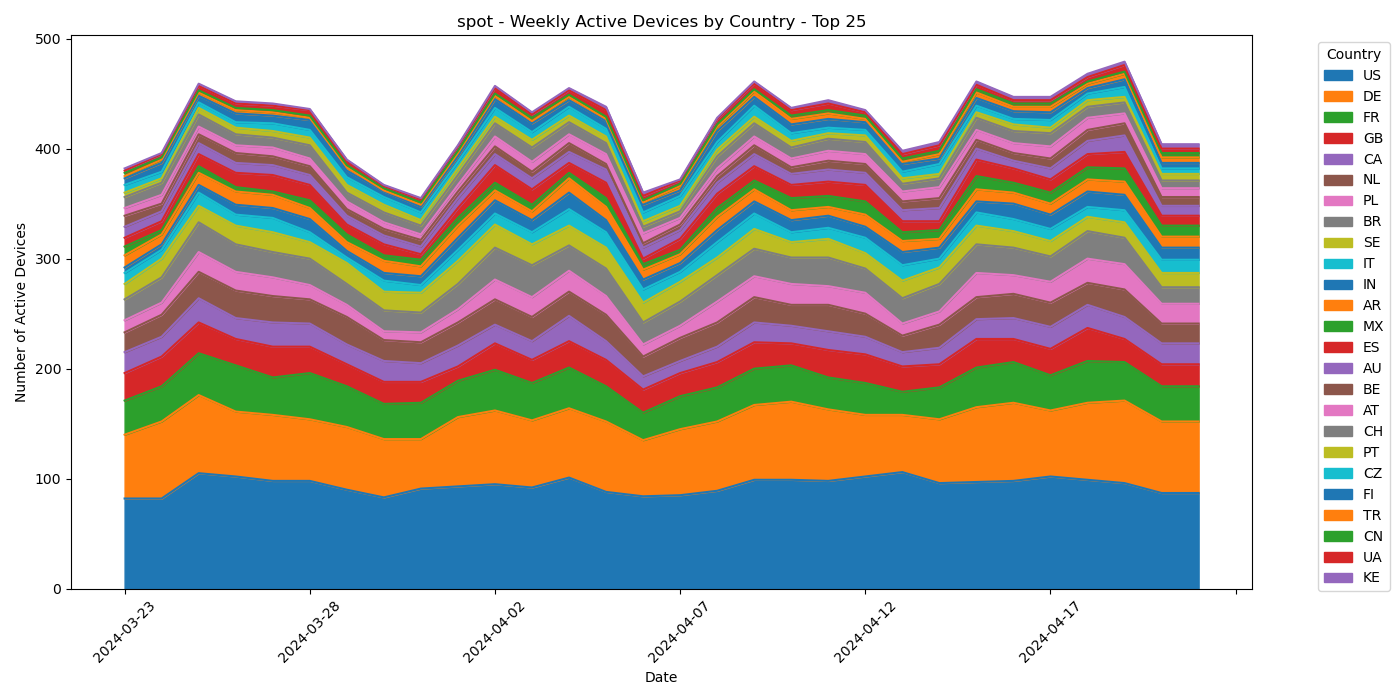 spot - Weekly Active Devices by Country - Top 25
500
400
300
200
100
0
Number of Active Devices
2024-03-23
2024-03-28
2024-04-02
2024-04-07
2024-04-12
2024-04-17
Date
Country
US
DE
FR
GB
CA
NL
PL
BR
SE
IT
IN
AR
MX
ES
AU
BE
AT
CH
PT
CZ
FI
TR
CN
UA
KE